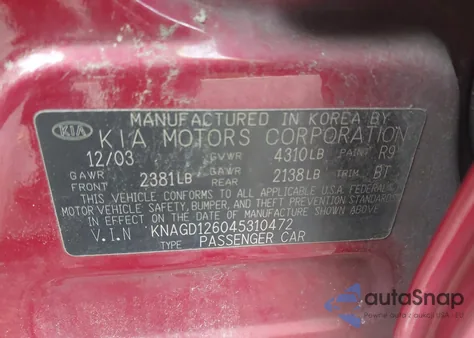 MANUFACTURED IN KOREA BY
KIA KIA MOTORS CORPORATION
12/03 GVWR 4310LB PAINT R9
GAWR FRONT 2381LB GAWR REAR 2138LB TRIM BT
THIS VEHICLE CONFORMS TO ALL APPLICABLE U.S.A FEDERAL
MOTOR VEHICLE SAFETY, BUMPER, AND THEFT PREVENTION STANDARDS
IN EFFECT ON THE DATE OF MANUFACTURE SHOWN ABOVE
V.I.N KNAGD126045310472
TYPE PASSENGER CAR
autoSnap